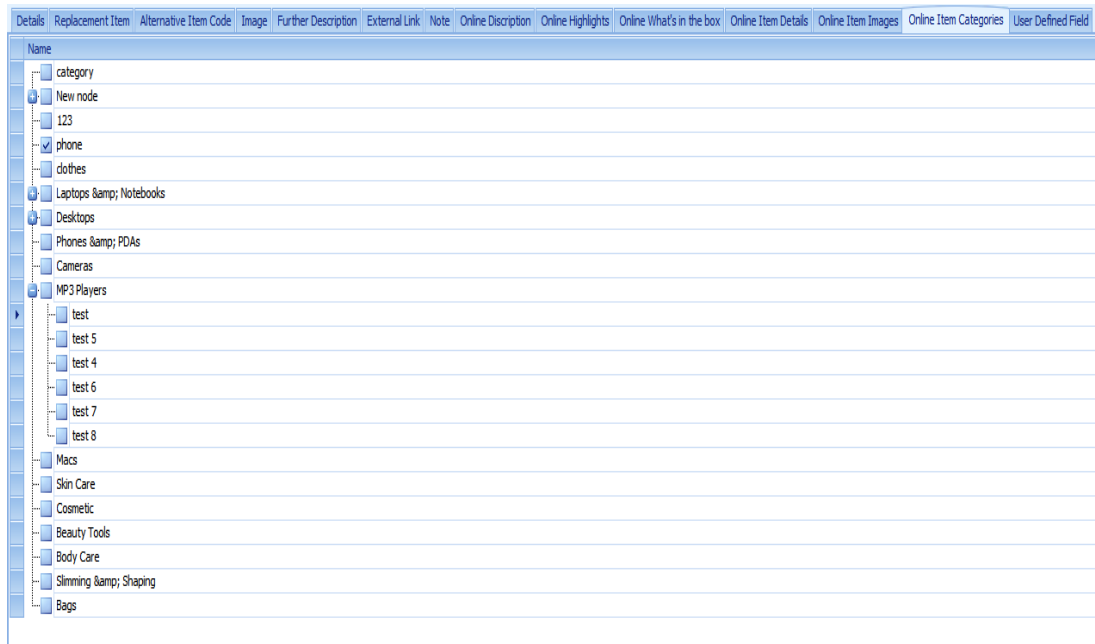 Details Replacement Item Alternative Item Code Image Further Description External Link Note Online Discription Online Highlights Online What's in the box Online Item Details Online Item Images Online Item Categories User Defined Field
Name
category
New node
123
phone
clothes
Laptops &amp; Notebooks
Desktops
Phones &amp; PDAs
Cameras
MP3 Players
test
test 5
test 4
test 6
test 7
test 8
Macs
Skin Care
Cosmetic
Beauty Tools
Body Care
Slimming &amp; Shaping
Bags